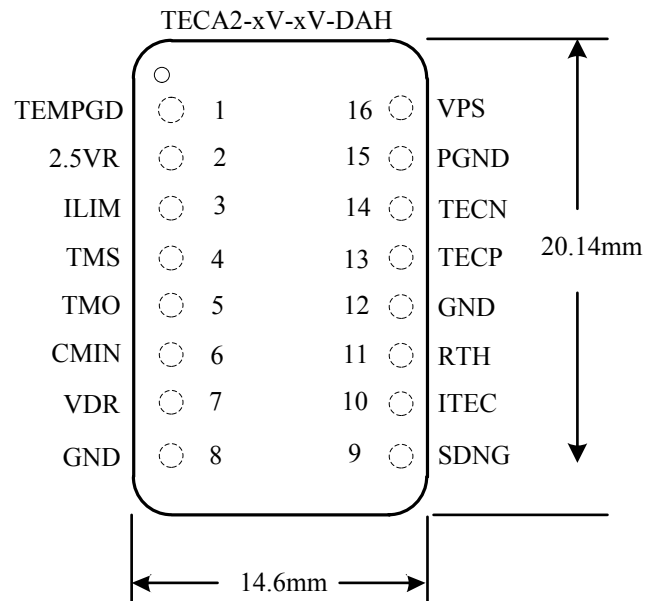 TECA2-xV-xV-DAH
TEMPGD 1 16 VPS
2.5VR 2 15 PGND
ILIM 3 14 TECN
TMS 4 13 TECP
20.14mm
TMO 5 12 GND
CMIN 6 11 RTH
VDR 7 10 ITEC
GND 8 9 SDNG
14.6mm